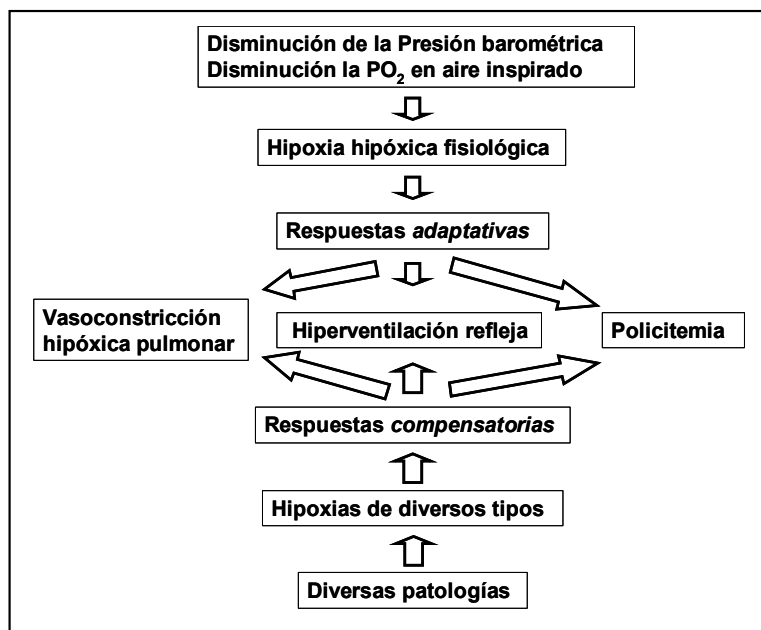 Disminución de la Presión barométrica
Disminución la PO₂ en aire inspirado
Hipoxia hipóxica fisiológica
Respuestas adaptativas
Vasoconstricción
hipóxica pulmonar
Hiperventilación refleja
Policitemia
Respuestas compensatorias
Hipoxias de diversos tipos
Diversas patologías